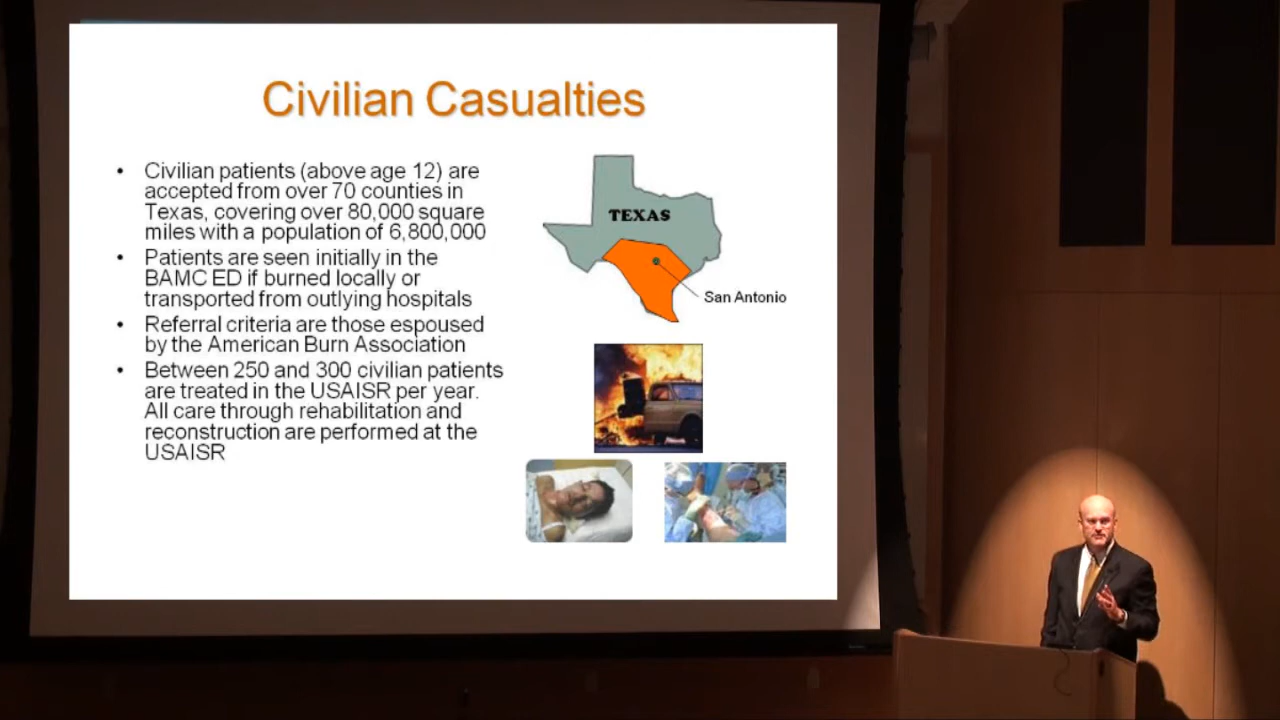 Civilian Casualties
• Civilian patients (above age 12) are
accepted from over 70 counties in
Texas, covering over 80,000 square
miles with a population of 6,800,000
• Patients are seen initially in the
BAMC ED if burned locally or
transported from outlying hospitals
• Referral criteria are those espoused
by the American Burn Association
• Between 250 and 300 civilian patients
are treated in the USAISR per year.
All care through rehabilitation and
reconstruction are performed at the
USAISR
TEXAS
San Antonio